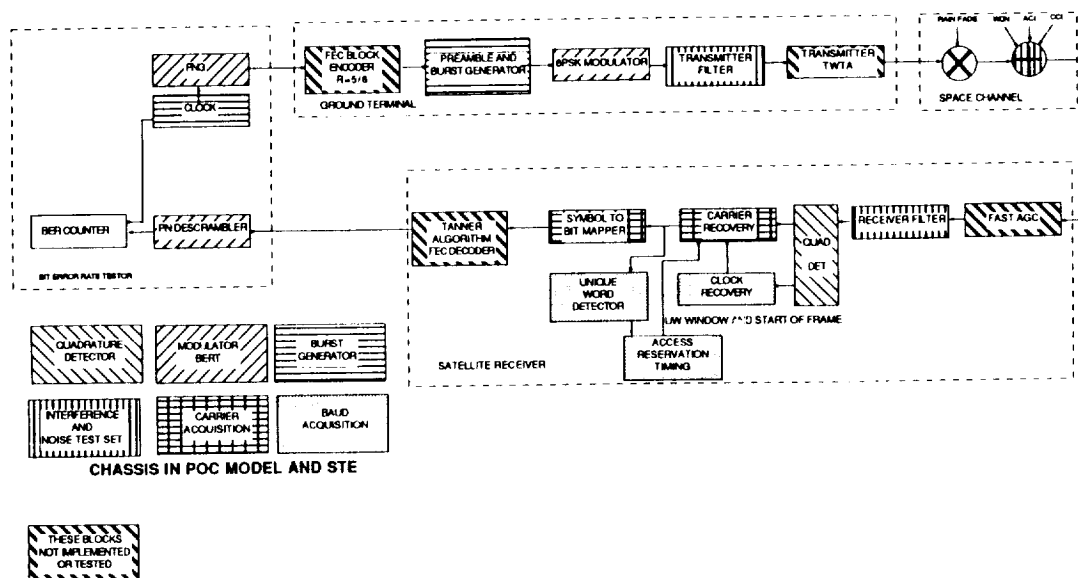 RAIN FADE WGN ACI CCI
PNG
CLOCK
FEC BLOCK
ENCODER
R=5/6
PREAMBLE AND
BURST GENERATOR
8PSK MODULATOR
TRANSMITTER
FILTER
TRANSMITTER
TWTA
GROUND TERMINAL
SPACE CHANNEL
BER COUNTER
PN DESCRAMBLER
BIT ERROR RATE TESTOR
TANNER
ALGORITHM
FEC DECODER
SYMBOL TO
BIT MAPPER
CARRIER
RECOVERY
QUAD
DET
RECEIVER FILTER
FAST AGC
UNIQUE
WORD
DETECTOR
CLOCK
RECOVERY
UW WINDOW AND START OF FRAME
ACCESS
RESERVATION
TIMING
SATELLITE RECEIVER
QUADRATURE
DETECTOR
MODULATOR
BERT
BURST
GENERATOR
INTERFERENCE
AND
NOISE TEST SET
CARRIER
ACQUISITION
BAUD
ACQUISITION
CHASSIS IN POC MODEL AND STE
THESE BLOCKS
NOT IMPLEMENTED
OR TESTED